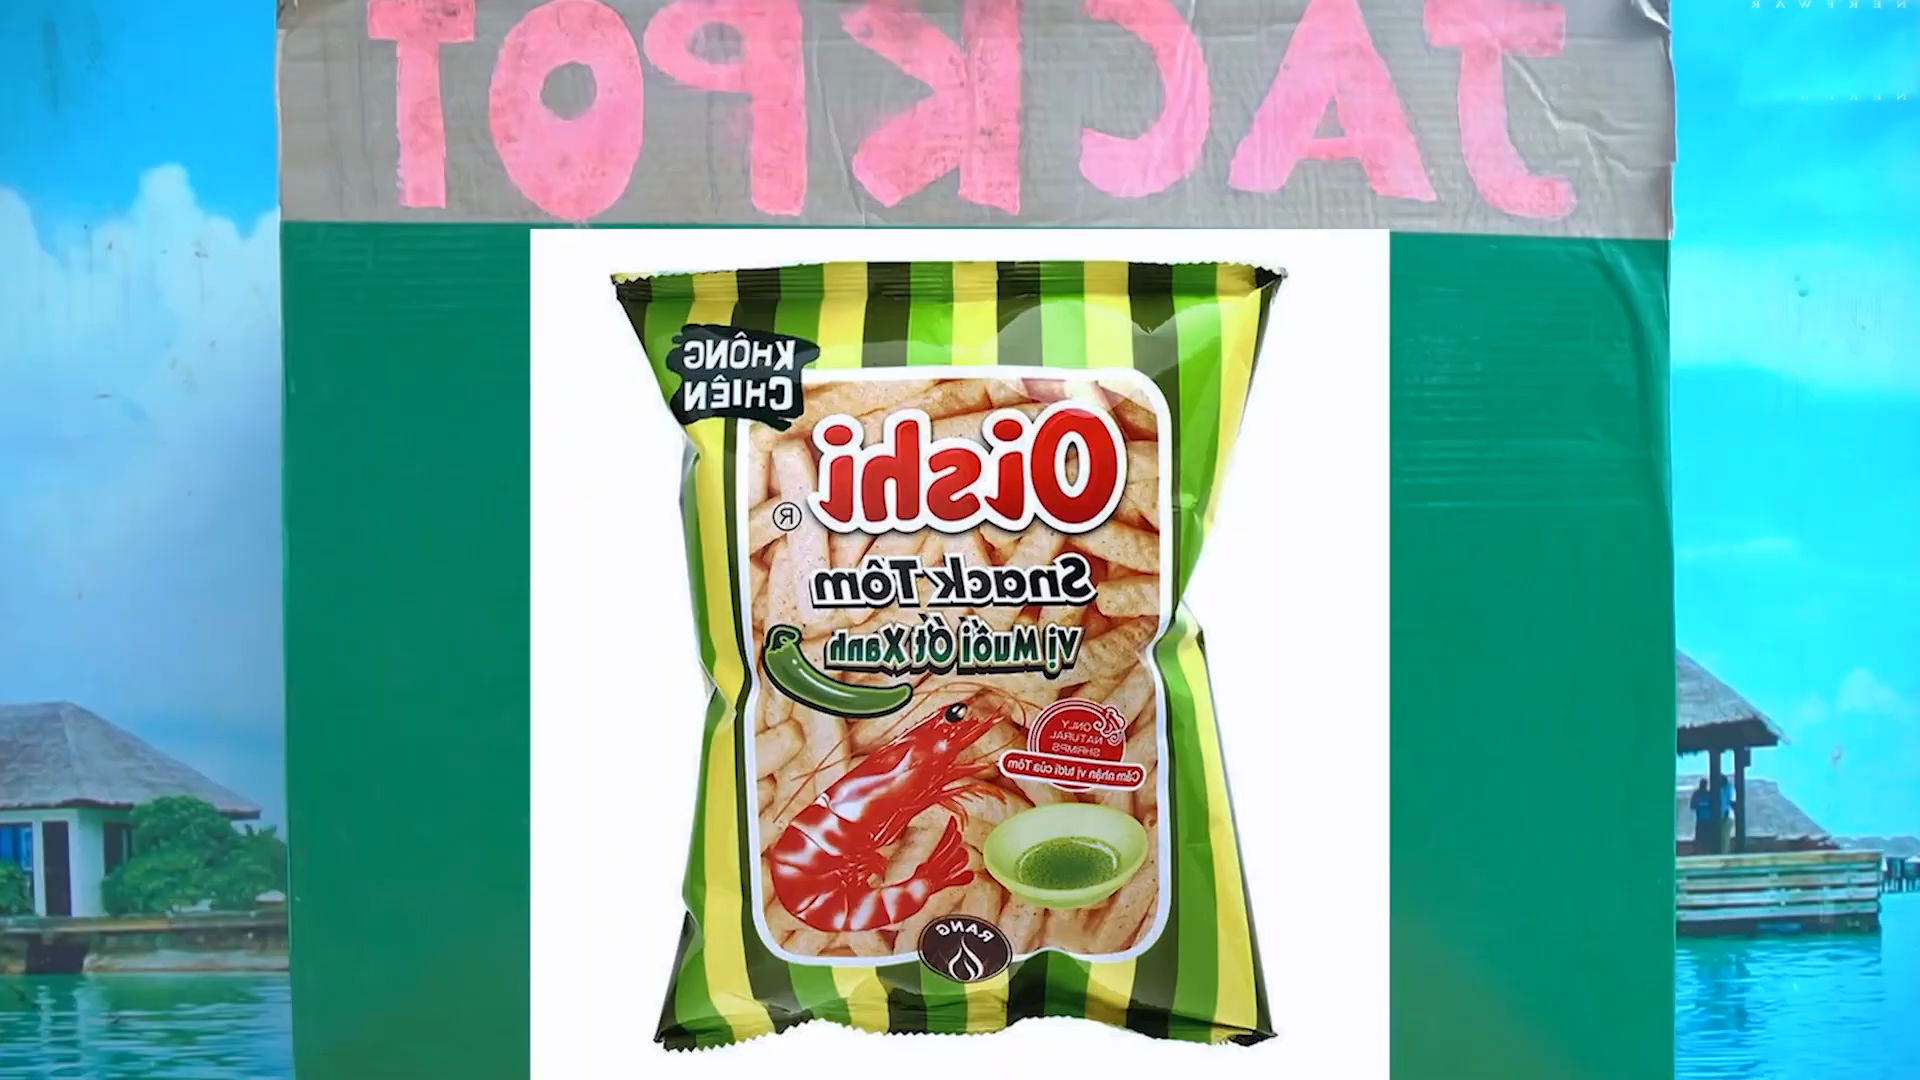 JACKPOT
KHÔNG
CHIÊN
Oishi
®
Snack Tôm
Vị Muối Ớt Xanh
ONLY
NATURAL
SHRIMPS
Cảm nhận vị tươi của Tôm
RANG